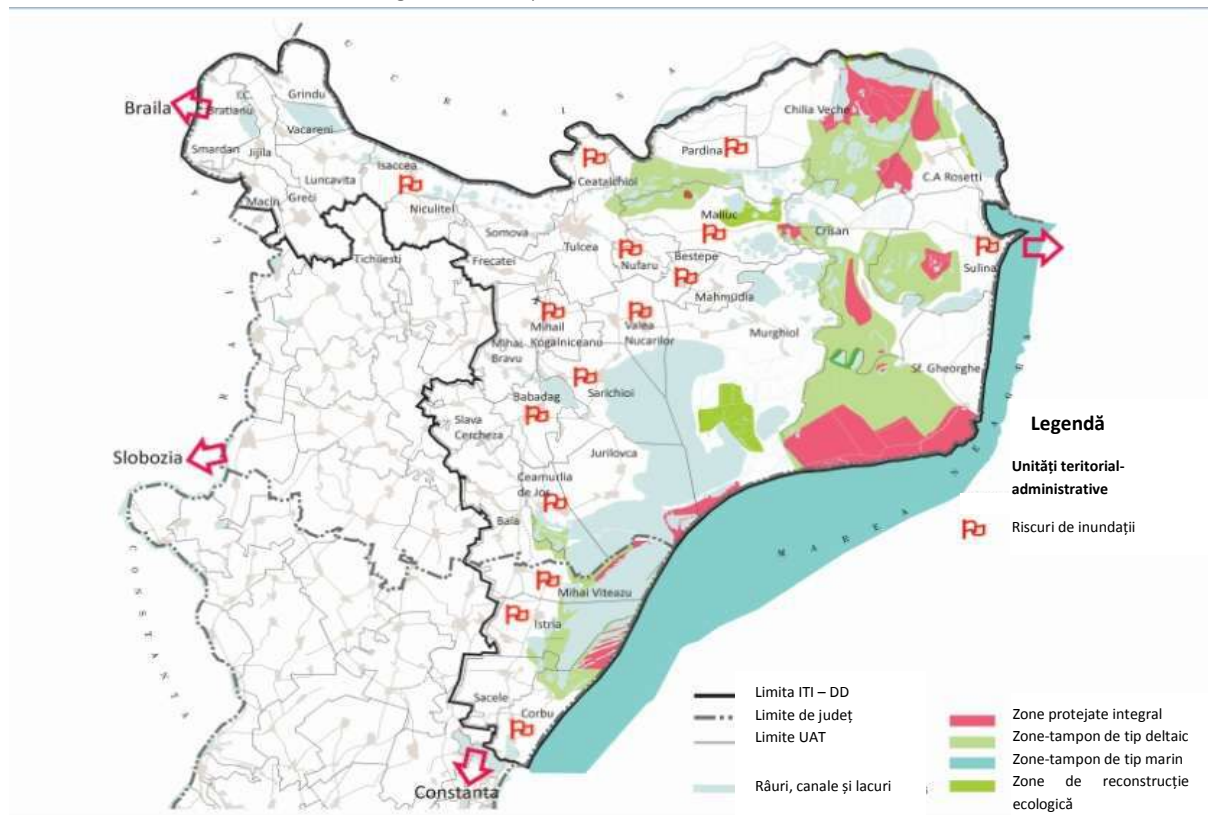 U C R A I N A
Braila
I.C.
Bratianu
Grindu
Vacareni
Smardan
Jijila
Luncavita
Isaccea
Macin
Greci
Niculitel
Chilia Veche
Pardina
Ceatalchioi
C.A Rosetti
Somova
Tulcea
Maliuc
Crisan
Tichilesti
Frecatei
Nufaru
Bestepe
Mahmudia
Sulina
Mihail
Kogalniceanu
Valea
Nucarilor
Murghiol
Mihai
Bravu
Sarichioi
Sf. Gheorghe
Babadag
Slava
Cercheza
Jurilovca
Slobozia
Ceamurlia
de Jos
Baia
B R A I L A
M A R E A N E A G R A
Mihai Viteazu
Istria
C O N S T A N T A
Sacele
Corbu
Constanta
Legendă
Unități teritorial-
administrative
Riscuri de inundații
Limita ITI – DD
Limite de județ
Limite UAT
Râuri, canale și lacuri
Zone protejate integral
Zone-tampon de tip deltaic
Zone-tampon de tip marin
Zone de reconstrucție
ecologică